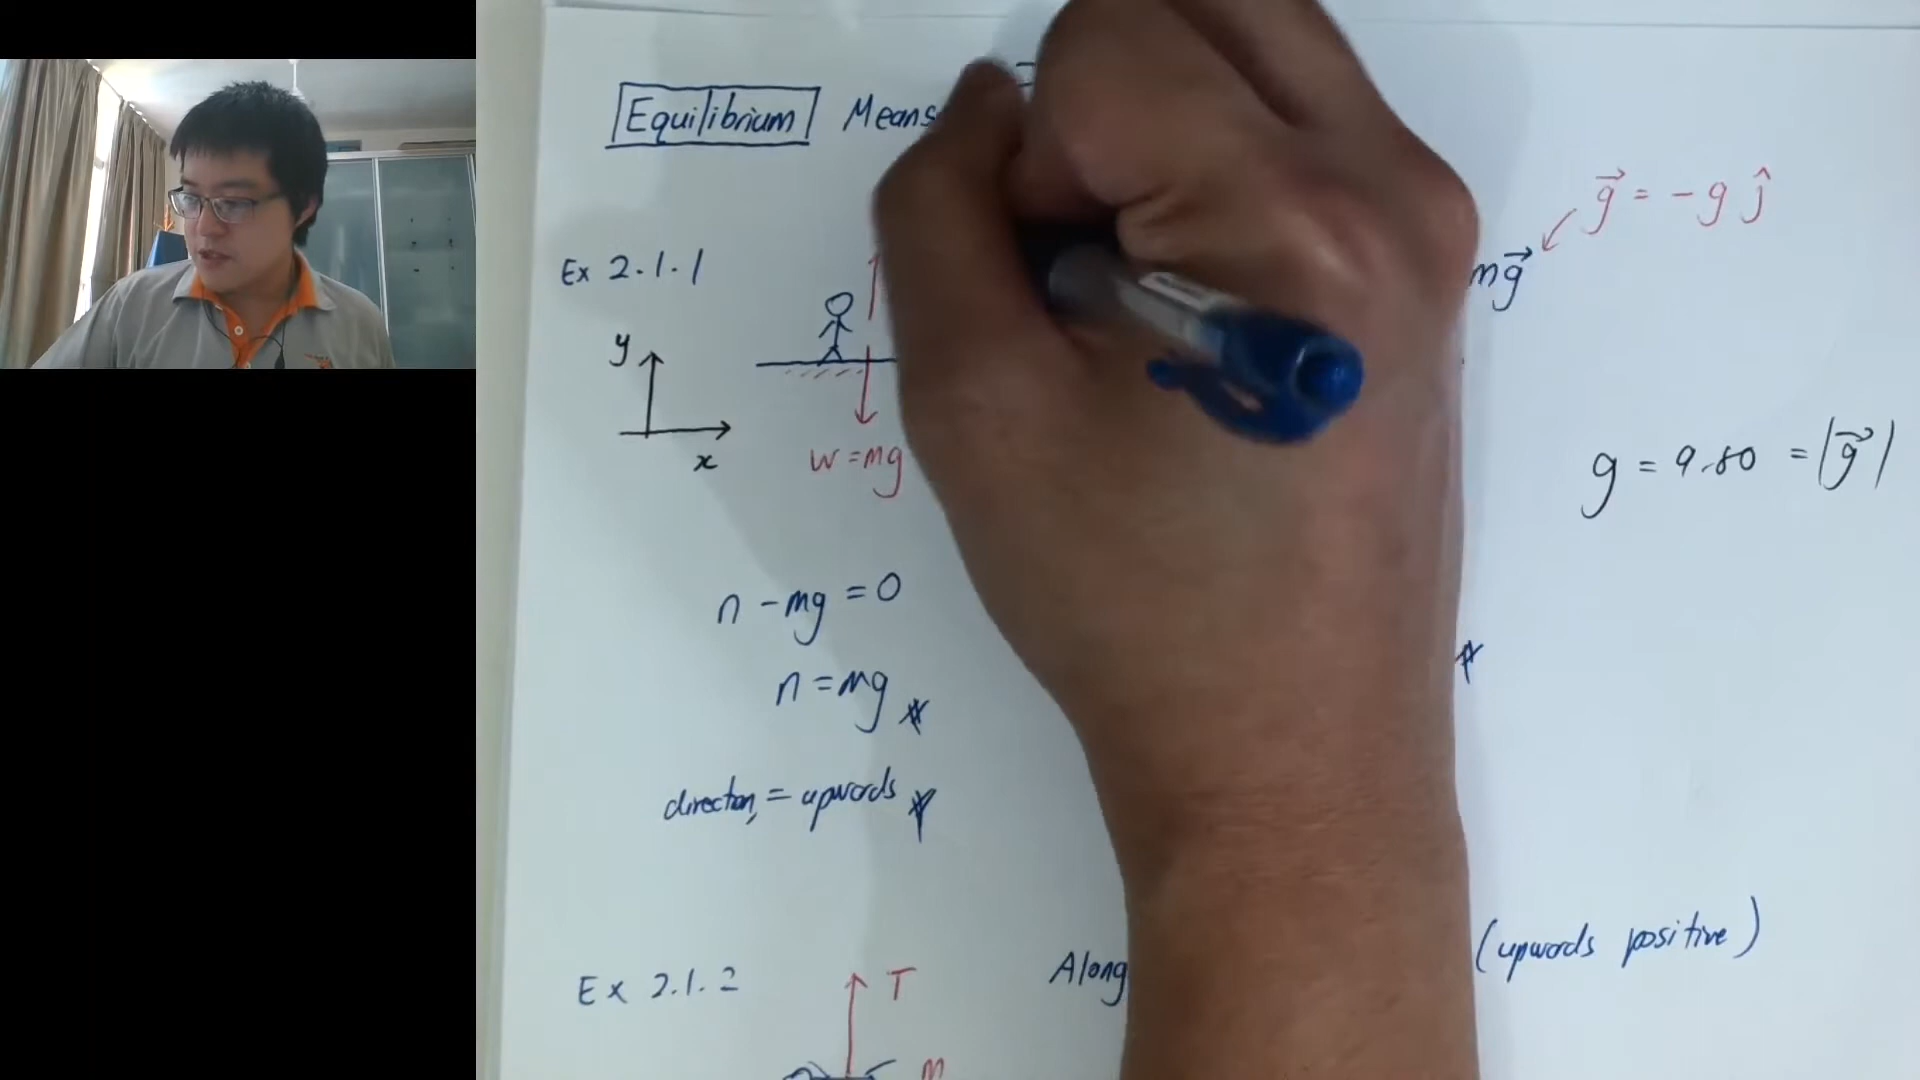 Equilibrium Means
g⃗ = - g ĵ
Ex 2.1.1
mg⃗
y
x
W = mg
g = 9.80 = |g⃗|
n - mg = 0
n = mg
direction = upwards
Along (upwards positive)
Ex 2.1.2
T
m